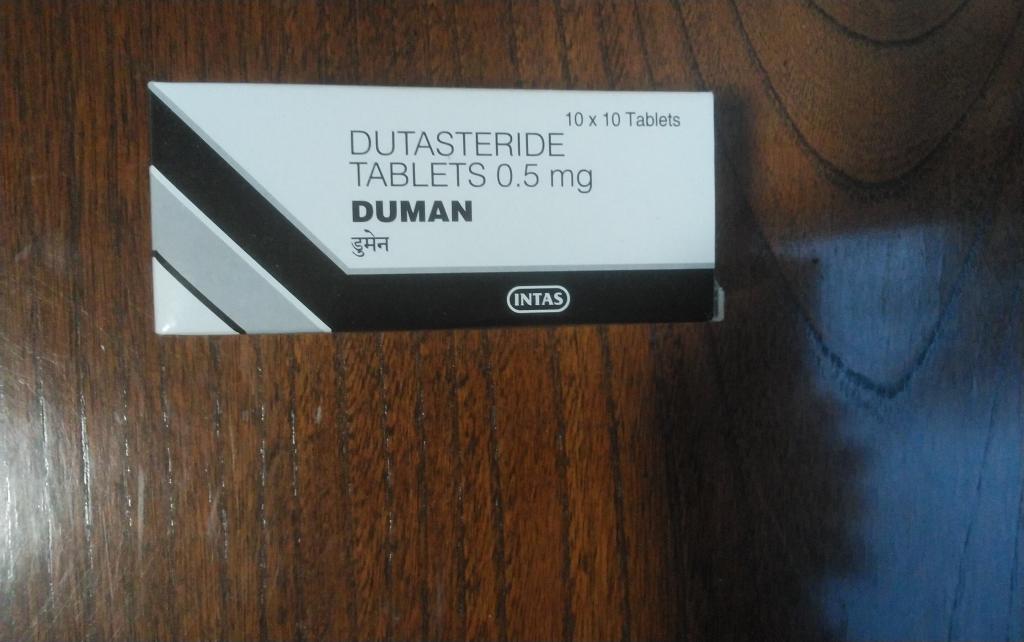 10 x 10 Tablets
DUTASTERIDE
TABLETS 0.5 mg
DUMAN
डुमेन
INTAS